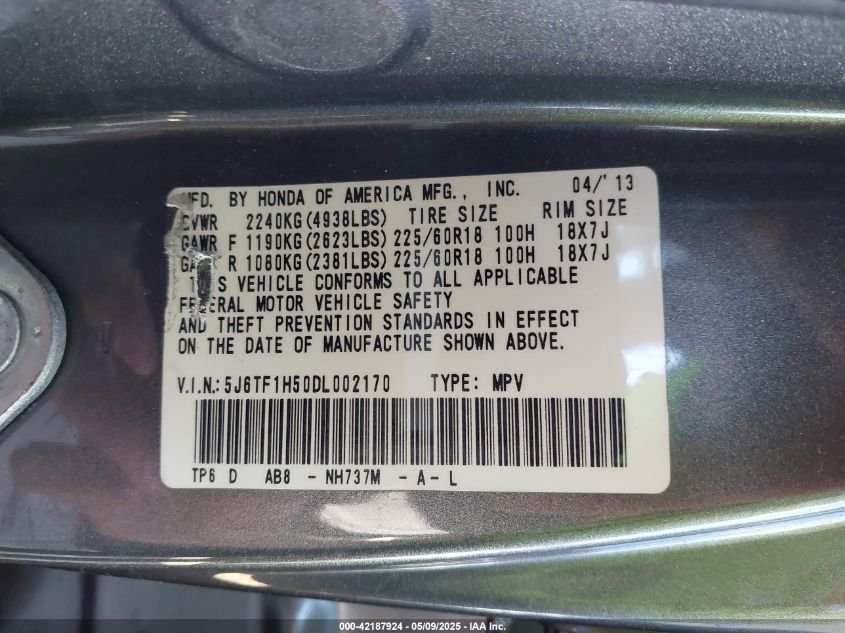 MFD. BY HONDA OF AMERICA MFG., INC. 04/'13
GVWR 2240KG(4938LBS) TIRE SIZE RIM SIZE
GAWR F 1190KG(2623LBS) 225/60R18 100H 18X7J
R 1080KG(2381LBS) 225/60R18 100H 18X7J
VEHICLE CONFORMS TO ALL APPLICABLE
MOTOR VEHICLE SAFETY
AND THEFT PREVENTION STANDARDS IN EFFECT
ON THE DATE OF MANUFACTURE SHOWN ABOVE.
V.I.N.: 5J6TF1H50DL002170 TYPE: MPV
TP6 D AB8 - NH737M - A - L
000-42187924 - 05/09/2025 - IAA Inc.